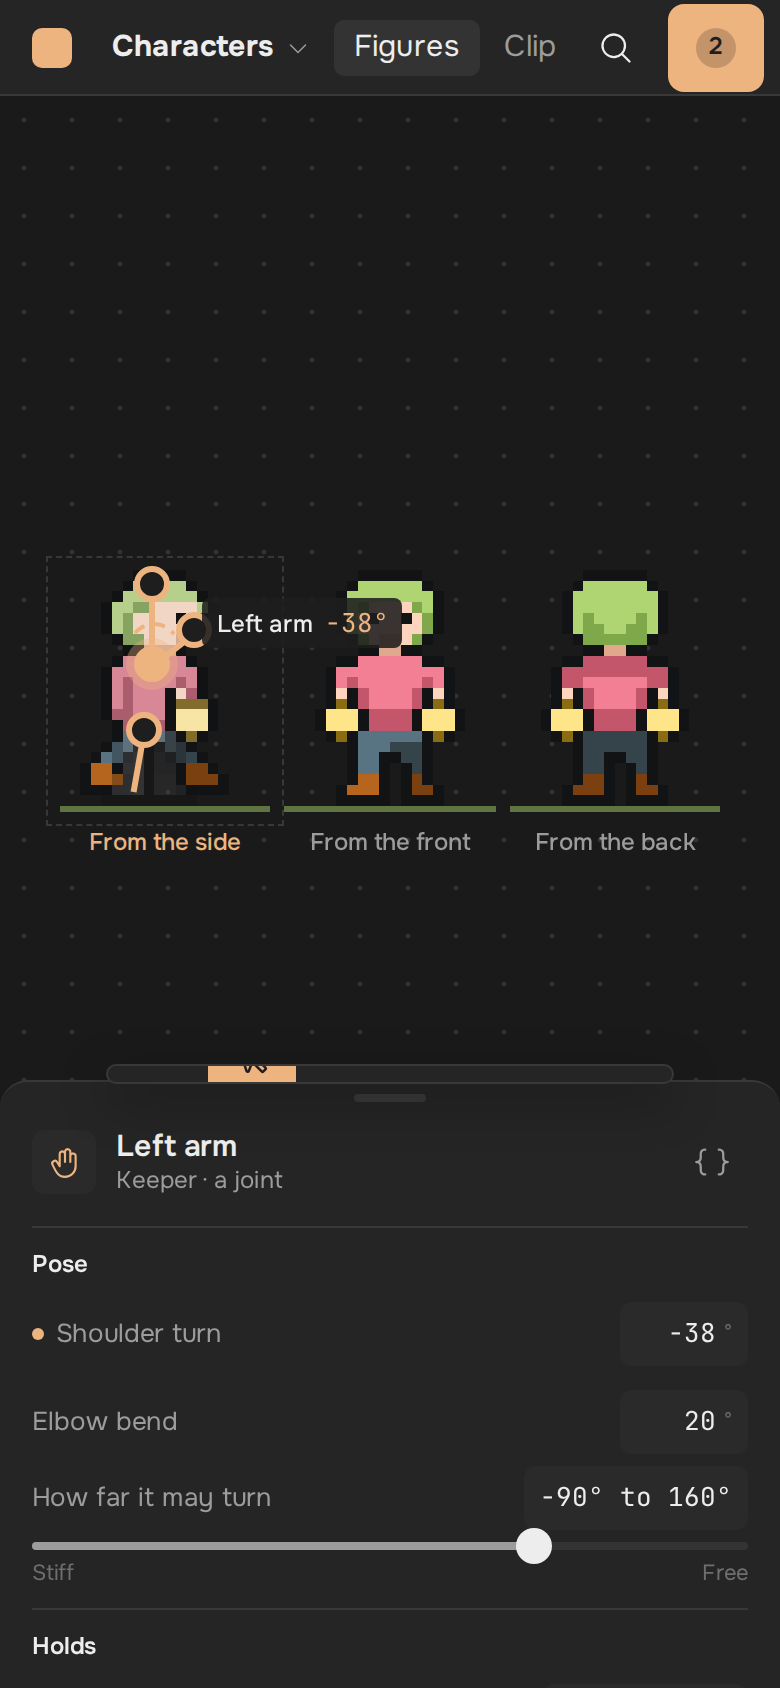 Characters
Figures
Clip
2
Left arm -38°
From the side
From the front
From the back
Left arm
Keeper · a joint
{ }
Pose
Shoulder turn
-38 °
Elbow bend
20 °
How far it may turn
-90° to 160°
Stiff
Free
Holds